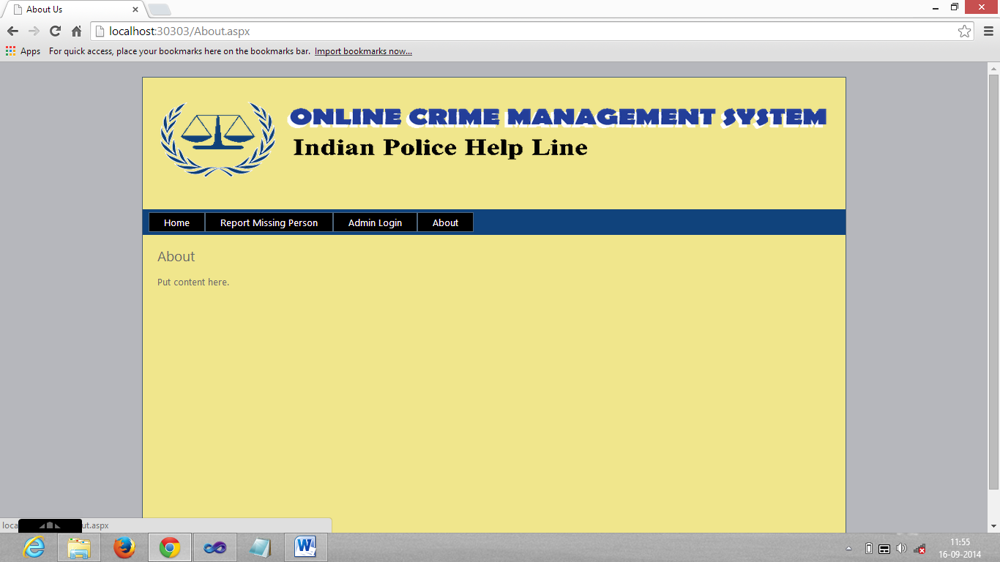 About Us
localhost:30303/About.aspx
Apps For quick access, place your bookmarks here on the bookmarks bar. Import bookmarks now...
ONLINE CRIME MANAGEMENT SYSTEM
Indian Police Help Line
Home Report Missing Person Admin Login About
About
Put content here.
loca ut.aspx
11:55
16-09-2014